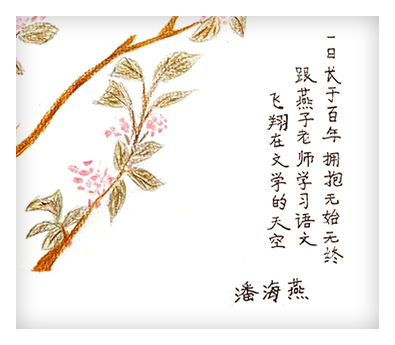 一日长于百年 拥抱无始无終
跟燕子老师学习语文
飞翔在文学的天空
潘海燕